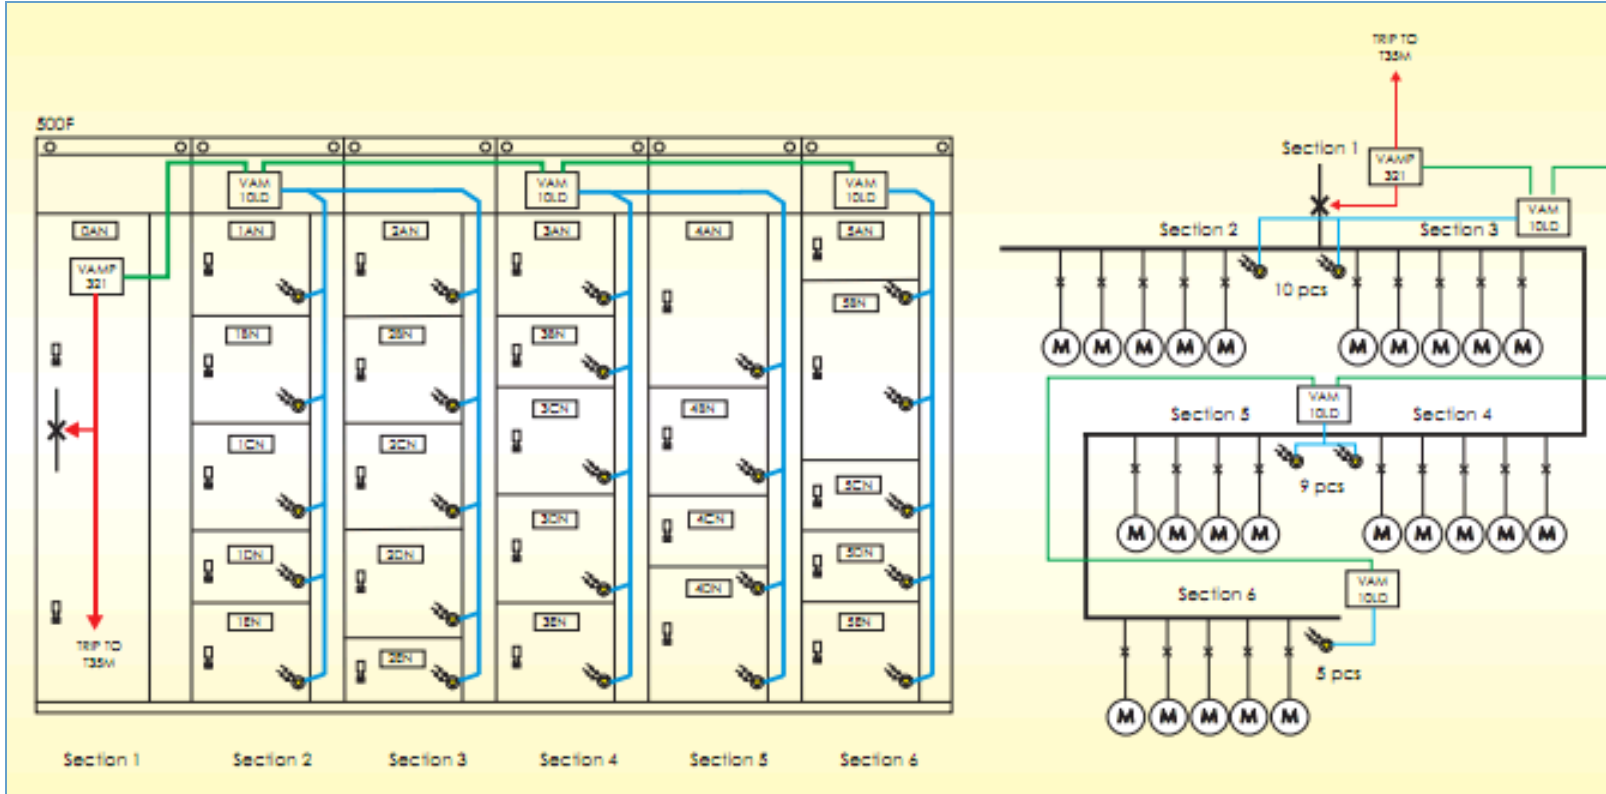 500F
VAM
10LD
VAM
10LD
VAM
10LD
0AN
1AN
2AN
3AN
4AN
5AN
VAMP
321
5BN
1BN
2BN
3BN
4BN
3CN
1CN
2CN
5CN
4CN
3DN
1DN
2DN
5DN
4DN
1EN
3EN
5EN
2EN
TRIP TO
T35M
Section 1
Section 2
Section 3
Section 4
Section 5
Section 6
TRIP TO
T35M
Section 1
VAMP
321
VAM
10LD
Section 2
Section 3
10 pcs
M M M M M M M M M M
VAM
10LD
Section 5
Section 4
9 pcs
M M M M M M M M M
VAM
10LD
Section 6
5 pcs
M M M M M